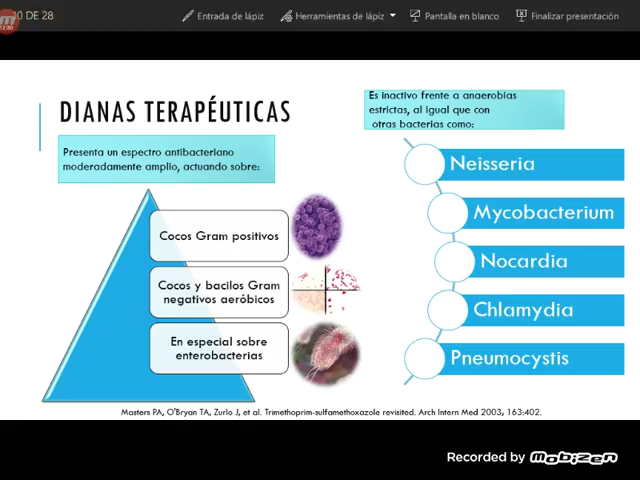 20 DE 28
Entrada de lápiz
Herramientas de lápiz
Pantalla en blanco
Finalizar presentación
12:30
DIANAS TERAPÉUTICAS
Presenta un espectro antibacteriano
moderadamente amplio, actuando sobre:
Cocos Gram positivos
Cocos y bacilos Gram
negativos aeróbicos
En especial sobre
enterobacterias
Es inactivo frente a anaerobias
estrictas, al igual que con
otras bacterias como:
Neisseria
Mycobacterium
Nocardia
Chlamydia
Pneumocystis
Masters PA, O'Bryan TA, Zurlo J, et al. Trimethoprim-sulfamethoxazole revisited. Arch Intern Med 2003, 163:402.
Recorded by Mobizen